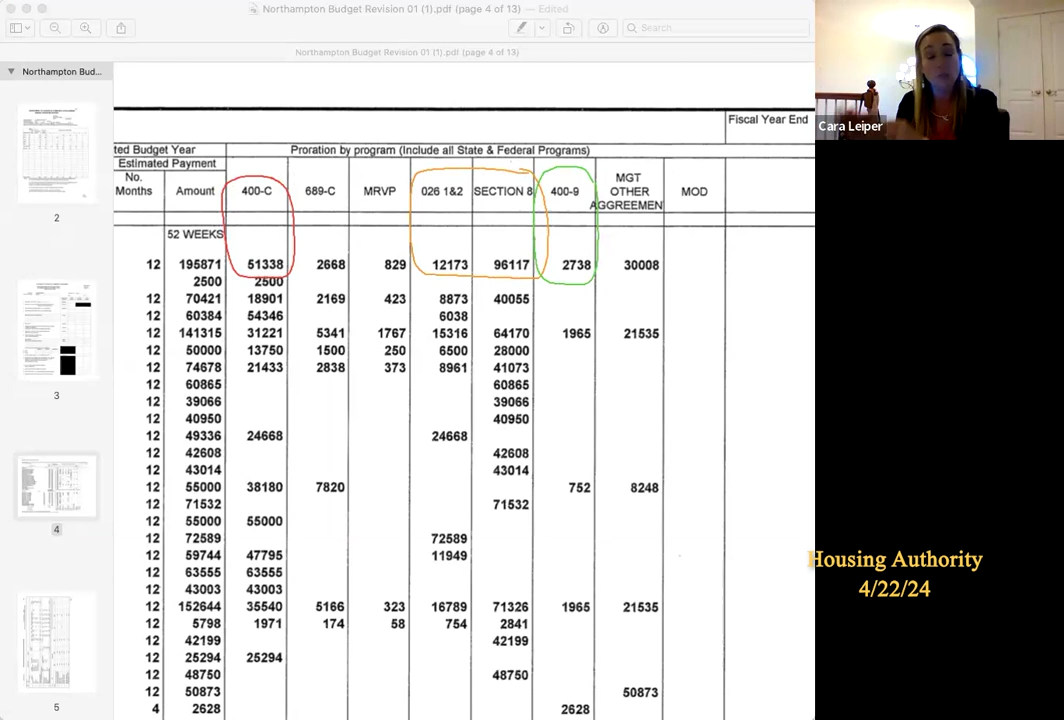 Northampton Budget Revision 01 (1).pdf (page 4 of 13) — Edited
Search
Northampton Budget Revision 01 (1).pdf (page 4 of 13)
Northampton Bud...
2
3
4
5
Fiscal Year End
ted Budget Year Proration by program (Include all State & Federal Programs)
Estimated Payment
No. Months Amount 400-C 689-C MRVP 026 1&2 SECTION 8 400-9 MGT OTHER AGGREEMEN MOD
52 WEEKS
12 195871 51338 2668 829 12173 96117 2738 30008
2500 2500
12 70421 18901 2169 423 8873 40055
12 60384 54346 6038
12 141315 31221 5341 1767 15316 64170 1965 21535
12 50000 13750 1500 250 6500 28000
12 74678 21433 2838 373 8961 41073
12 60865 60865
12 39066 39066
12 40950 40950
12 49336 24668 24668
12 42608 42608
12 43014 43014
12 55000 38180 7820 752 8248
12 71532 71532
12 55000 55000
12 72589 72589
12 59744 47795 11949
12 63555 63555
12 43003 43003
12 152644 35540 5166 323 16789 71326 1965 21535
12 5798 1971 174 58 754 2841
12 42199 42199
12 25294 25294
12 48750 48750
12 50873 50873
4 2628 2628
Cara Leiper
Housing Authority
4/22/24